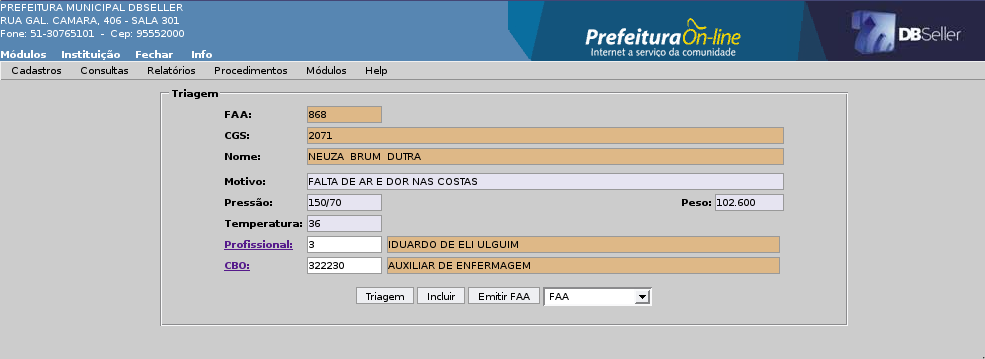 PREFEITURA MUNICIPAL DBSELLER
RUA GAL. CAMARA, 406 - SALA 301
Fone: 51-30765101 - Cep: 95552000
Módulos Instituição Fechar Info
PrefeituraOn-line
Internet a serviço da comunidade
DBSeller
Cadastros Consultas Relatórios Procedimentos Módulos Help
Triagem
FAA: 868
CGS: 2071
Nome: NEUZA BRUM DUTRA
Motivo: FALTA DE AR E DOR NAS COSTAS
Pressão: 150/70 Peso: 102.600
Temperatura: 36
Profissional: 3 IDUARDO DE ELI ULGUIM
CBO: 322230 AUXILIAR DE ENFERMAGEM
Triagem Incluir Emitir FAA FAA